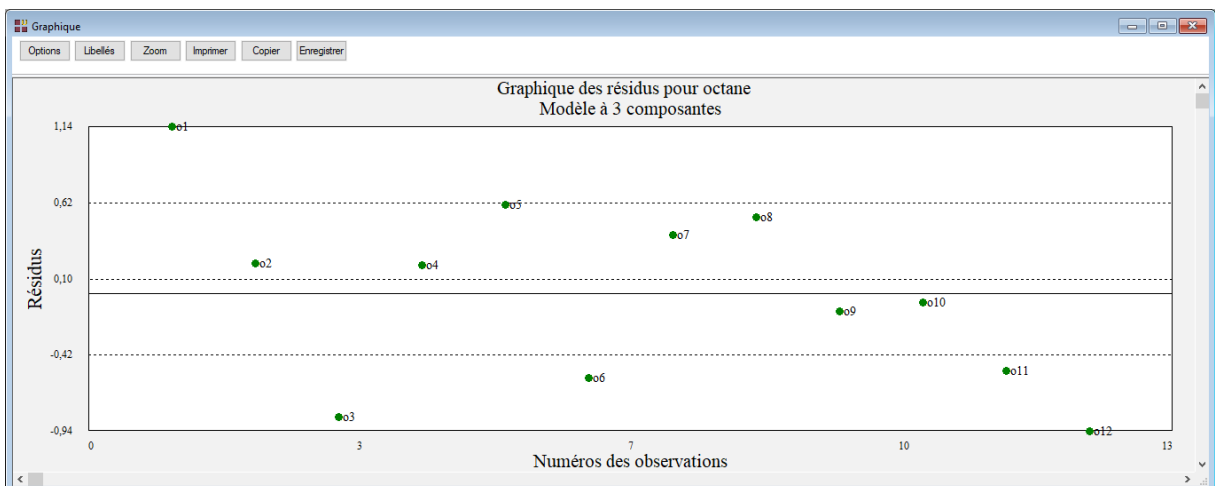 Graphique
Options Libellés Zoom Imprimer Copier Enregistrer
Graphique des résidus pour octane
Modèle à 3 composantes
1,14
o1
0,62
o5
o8
o7
o2
o4
0,10
Résidus
o10
o9
-0,42
o11
o6
o3
-0,94
o12
0 3 7 10 13
Numéros des observations